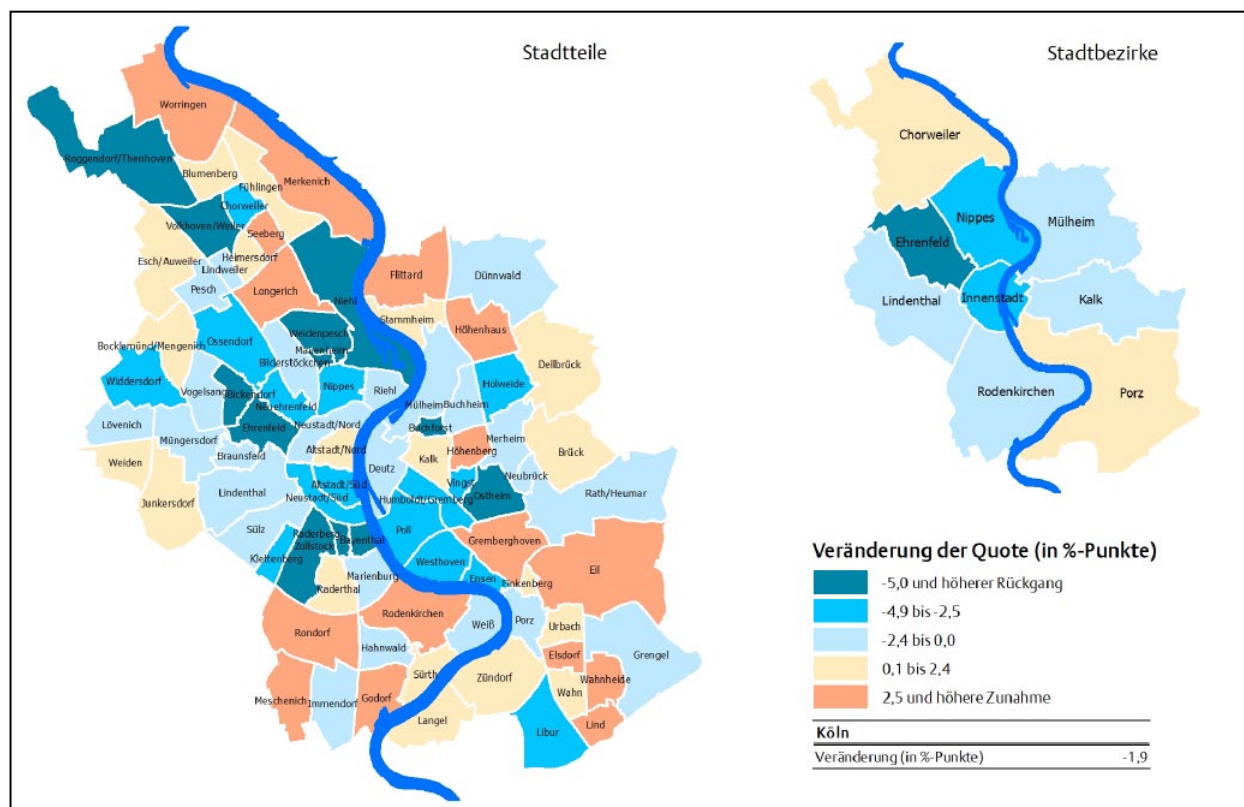 Stadtteile
Stadtbezirke
Worringen
Roggendorf/Thenhoven
Blumenberg
Fühlingen
Merkenich
Chorweiler
Volkhoven/Weiler
Seeberg
Heimersdorf
Esch/Auweiler
Lindweiler
Pesch
Longerich
Niehl
Flittard
Dünnwald
Stammheim
Höhenhaus
Weidenpesch
Ossendorf
Mauenheim
Bocklemünd/Mengenich
Bilderstöckchen
Dellbrück
Widdersdorf
Vogelsang
Bickendorf
Nippes
Riehl
Holweide
Neuehrenfeld
Mülheim
Buchheim
Lövenich
Ehrenfeld
Neustadt/Nord
Buchforst
Müngersdorf
Merheim
Braunsfeld
Altstadt/Nord
Kalk
Höhenberg
Brück
Weiden
Deutz
Neubrück
Lindenthal
Altstadt/Süd
Vingst
Rath/Heumar
Junkersdorf
Neustadt/Süd
Humboldt/Gremberg
Ostheim
Sülz
Raderberg
Poll
Zollstock
Bayenthal
Gremberghoven
Klettenberg
Westhoven
Eil
Marienburg
Ensen
Finkenberg
Raderthal
Rodenkirchen
Weiß
Porz
Urbach
Rondorf
Hahnwald
Elsdorf
Grengel
Sürth
Zündorf
Wahnheide
Meschenich
Immendorf
Godorf
Wahn
Langel
Libur
Lind
Chorweiler
Nippes
Mülheim
Ehrenfeld
Lindenthal
Innenstadt
Kalk
Rodenkirchen
Porz
Veränderung der Quote (in %-Punkte)
-5,0 und höherer Rückgang
-4,9 bis -2,5
-2,4 bis 0,0
0,1 bis 2,4
2,5 und höhere Zunahme
Köln
Veränderung (in %-Punkte) -1,9